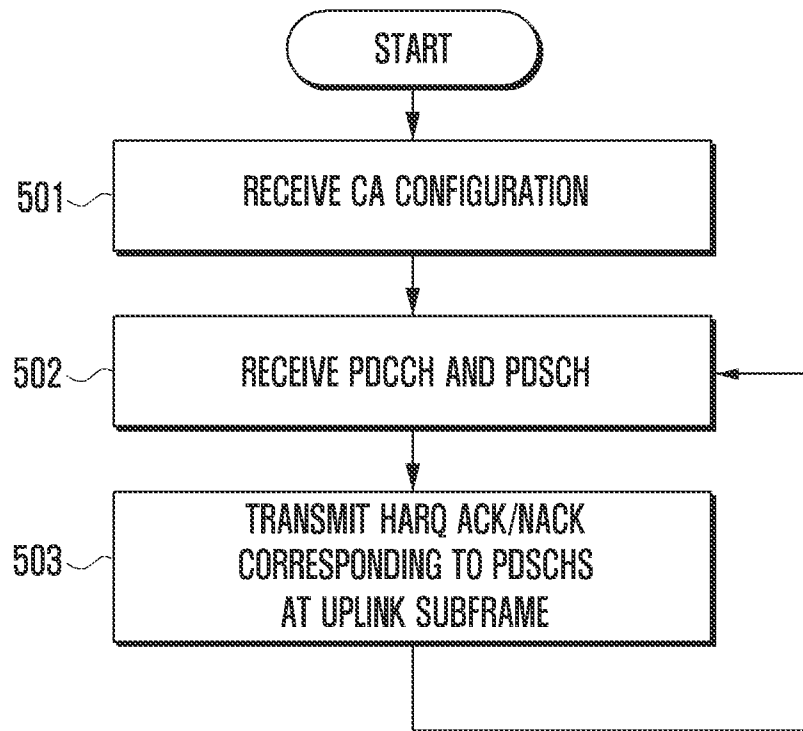 START
501
RECEIVE CA CONFIGURATION
502
RECEIVE PDCCH AND PDSCH
503
TRANSMIT HARQ ACK/NACK
CORRESPONDING TO PDSCHS
AT UPLINK SUBFRAME